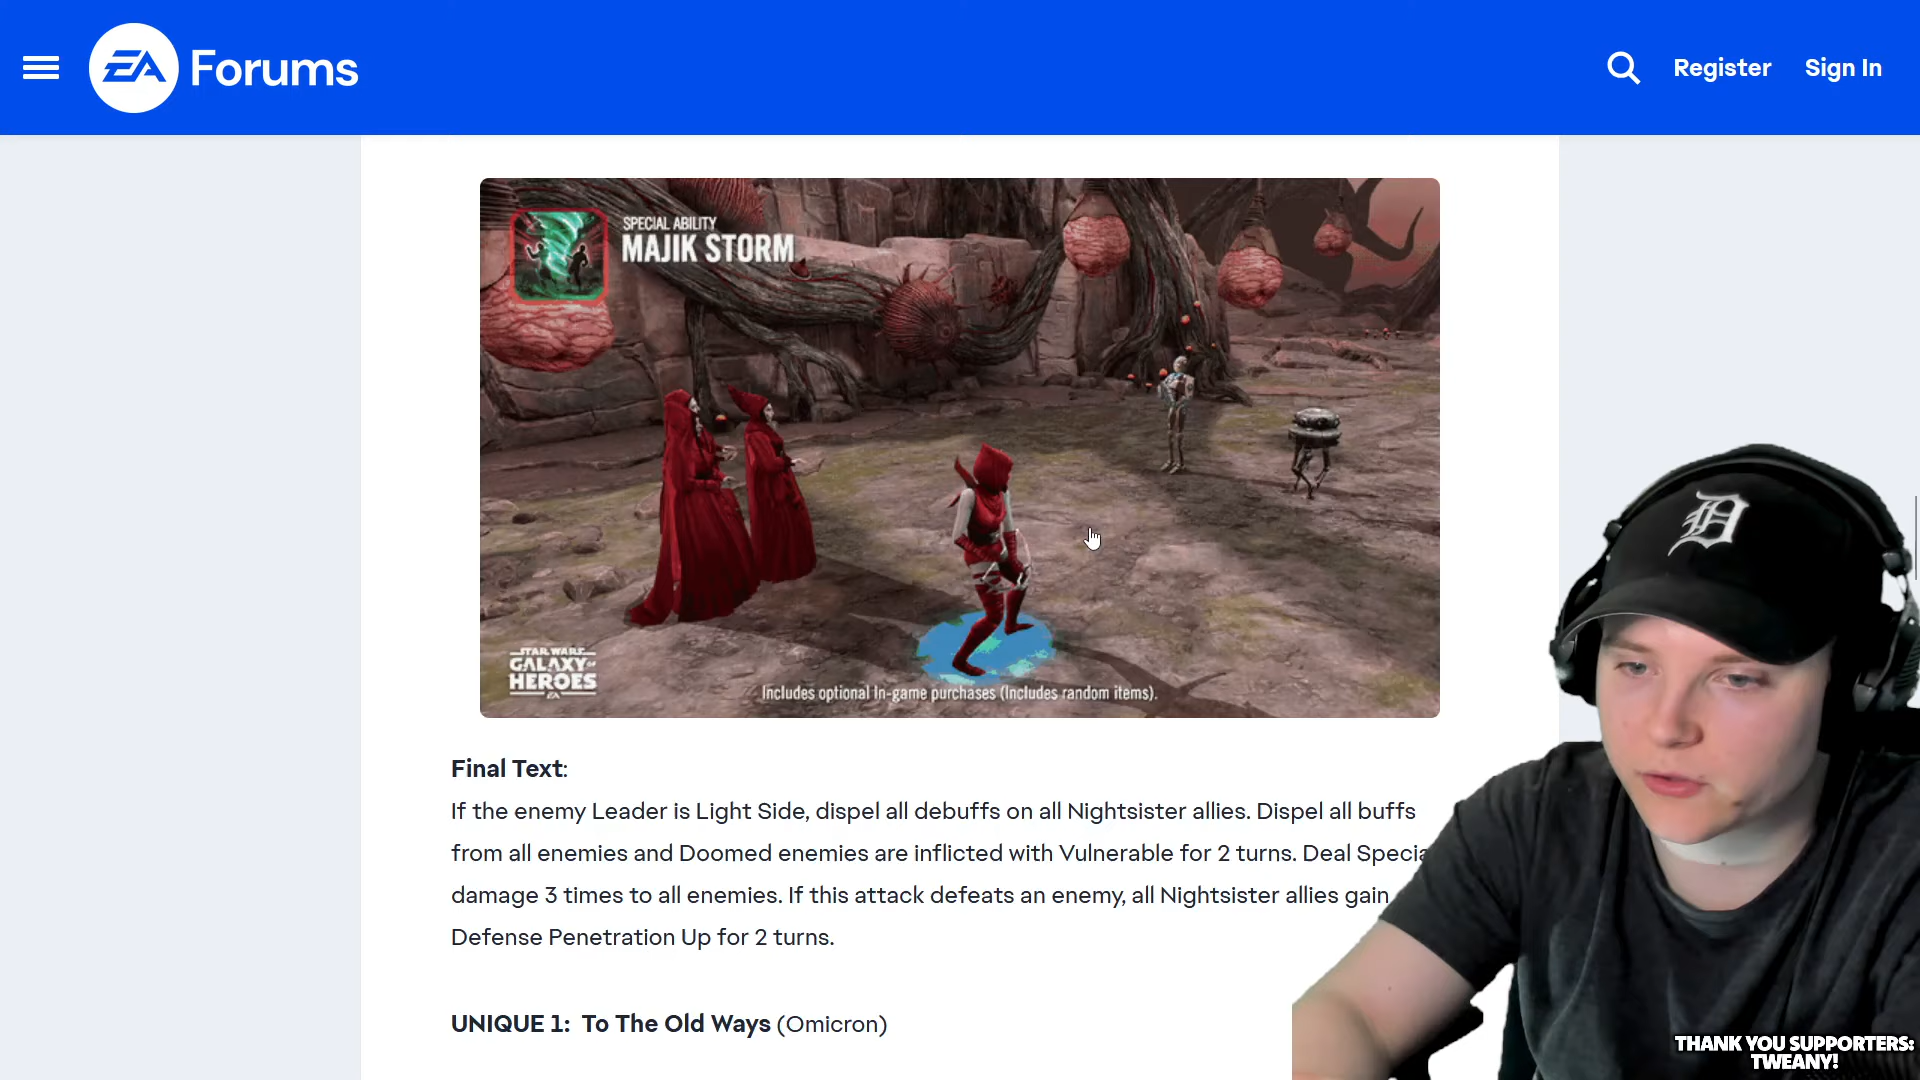 EA Forums
Register
Sign In
SPECIAL ABILITY
MAJIK STORM
STAR WARS
GALAXY OF
HEROES
EA
Includes optional In-game purchases (Includes random items).
Final Text:
If the enemy Leader is Light Side, dispel all debuffs on all Nightsister allies. Dispel all buffs
from all enemies and Doomed enemies are inflicted with Vulnerable for 2 turns. Deal Specia
damage 3 times to all enemies. If this attack defeats an enemy, all Nightsister allies gain
Defense Penetration Up for 2 turns.
UNIQUE 1: To The Old Ways (Omicron)
D
THANK YOU SUPPORTERS:
TWEANY!